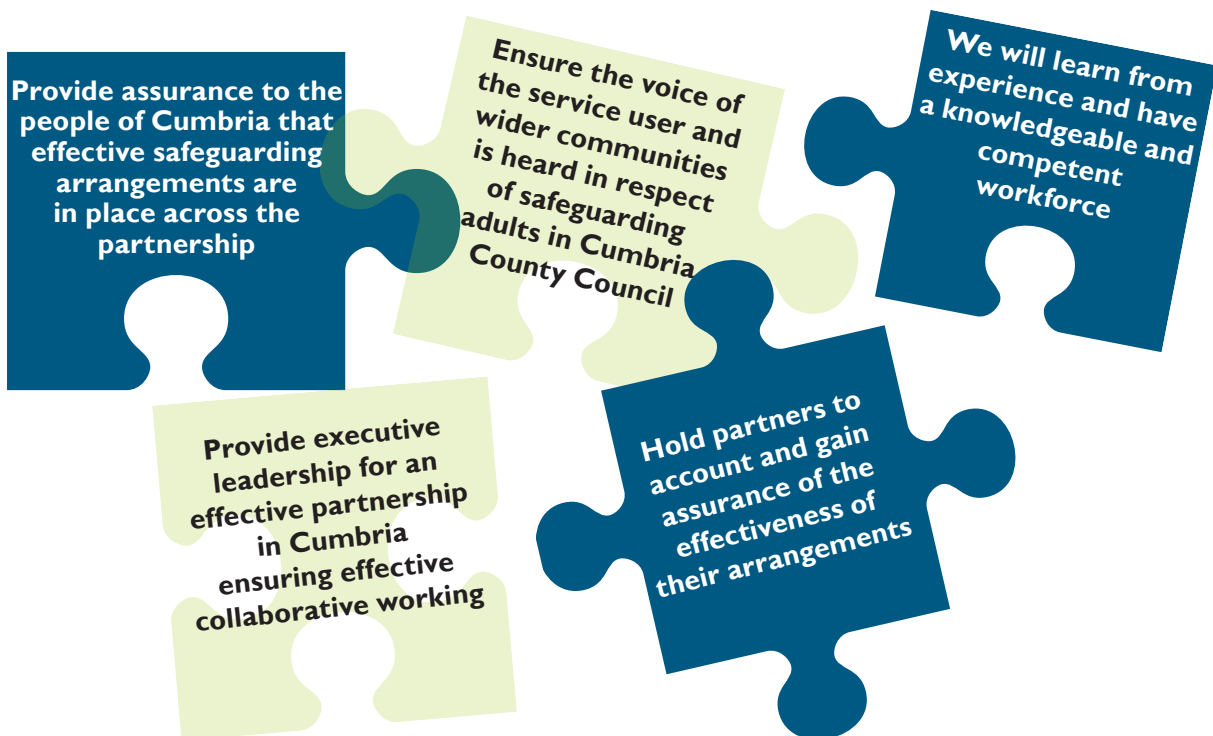 Provide assurance to the
people of Cumbria that
effective safeguarding
arrangements are
in place across the
partnership
Ensure the voice of
the service user and
wider communities
is heard in respect
of safeguarding
adults in Cumbria
County Council
We will learn from
experience and have
a knowledgeable and
competent
workforce
Provide executive
leadership for an
effective partnership
in Cumbria
ensuring effective
collaborative working
Hold partners to
account and gain
assurance of the
effectiveness of
their arrangements